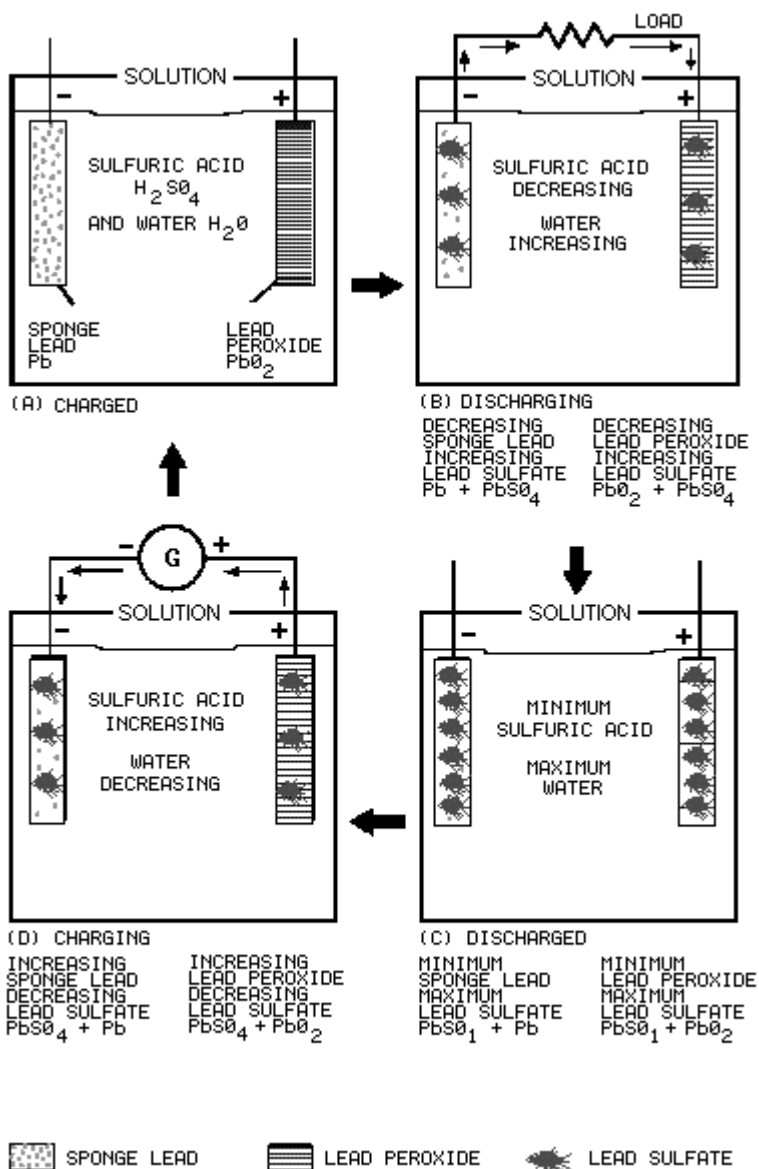 SOLUTION
- +
SULFURIC ACID
H2SO4
AND WATER H2O
SPONGE
LEAD
Pb
LEAD
PEROXIDE
PbO2
(A) CHARGED
LOAD
SOLUTION
- +
SULFURIC ACID
DECREASING
WATER
INCREASING
(B) DISCHARGING
DECREASING
SPONGE LEAD
INCREASING
LEAD SULFATE
Pb + PbSO4
DECREASING
LEAD PEROXIDE
INCREASING
LEAD SULFATE
PbO2 + PbSO4
- G +
SOLUTION
- +
SULFURIC ACID
INCREASING
WATER
DECREASING
(D) CHARGING
INCREASING
SPONGE LEAD
DECREASING
LEAD SULFATE
PbSO4 + Pb
INCREASING
LEAD PEROXIDE
DECREASING
LEAD SULFATE
PbSO4 + PbO2
SOLUTION
- +
MINIMUM
SULFURIC ACID
MAXIMUM
WATER
(C) DISCHARGED
MINIMUM
SPONGE LEAD
MAXIMUM
LEAD SULFATE
PbSO1 + Pb
MINIMUM
LEAD PEROXIDE
MAXIMUM
LEAD SULFATE
PbSO1 + PbO2
SPONGE LEAD
LEAD PEROXIDE
LEAD SULFATE